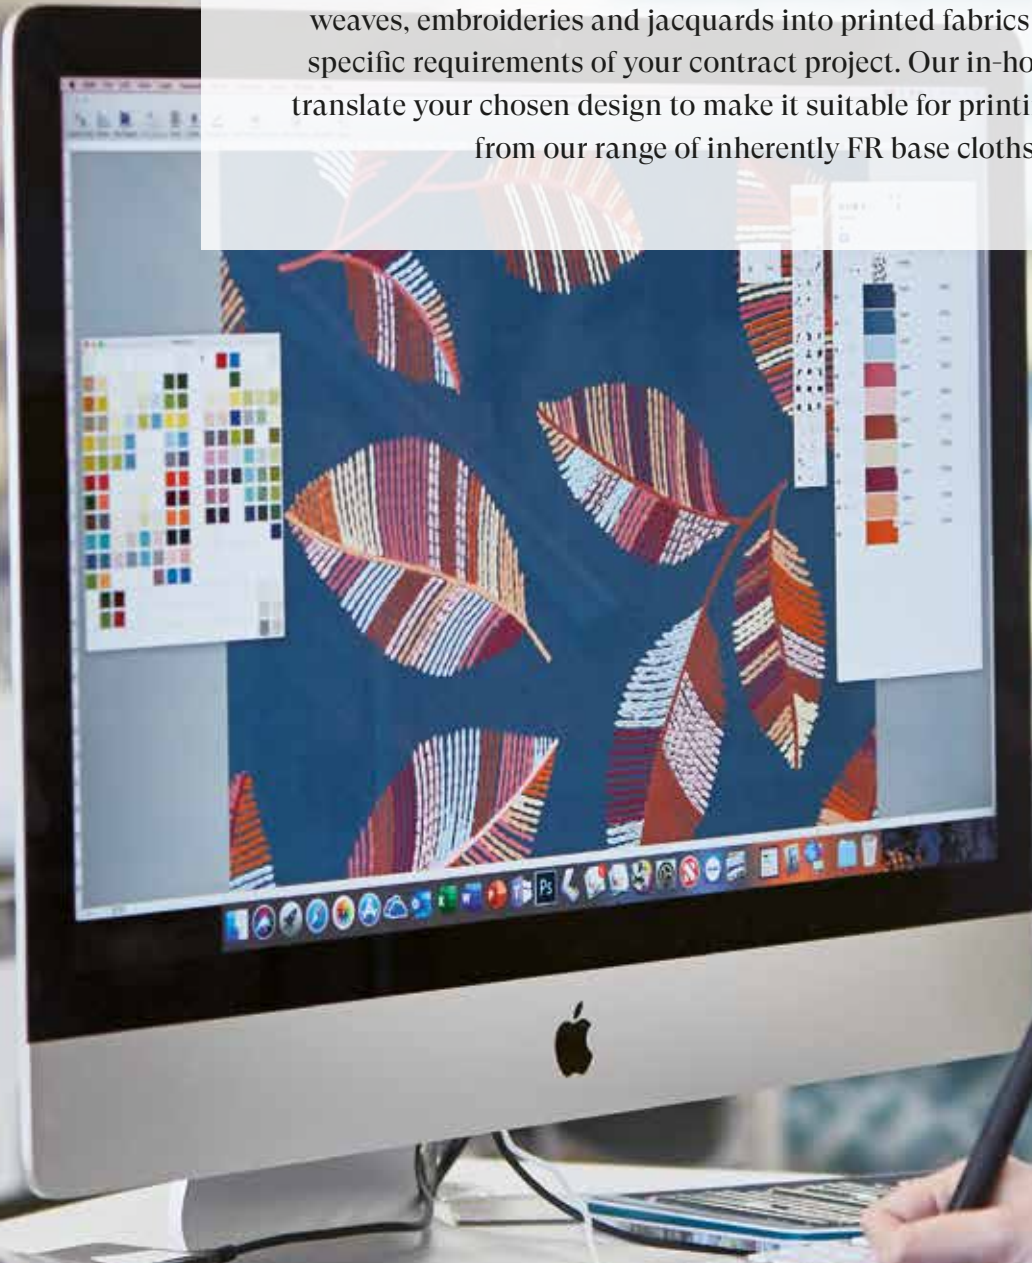 weaves, embroideries and jacquards into printed fabrics
specific requirements of your contract project. Our in-ho
translate your chosen design to make it suitable for printi
from our range of inherently FR base cloths
Ps